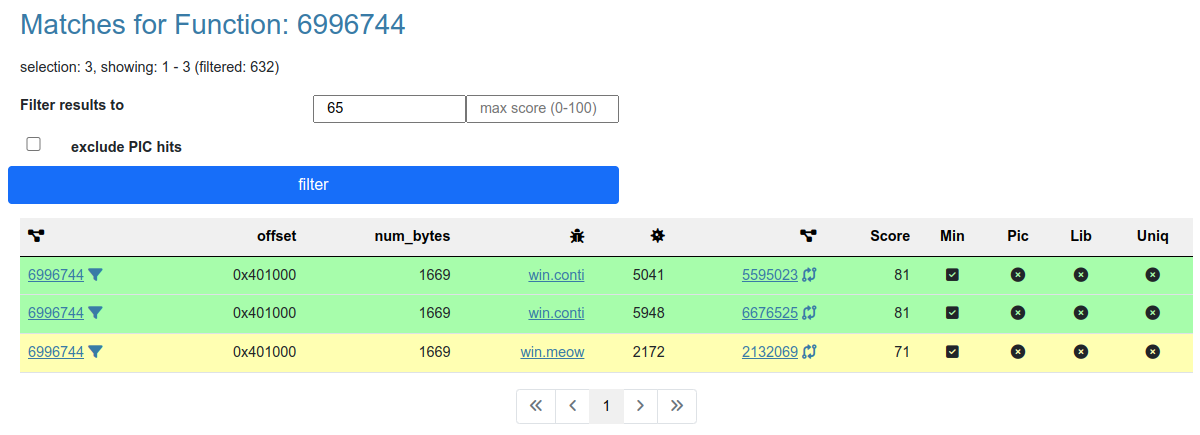 Matches for Function: 6996744
selection: 3, showing: 1 - 3 (filtered: 632)
Filter results to 65 max score (0-100)
exclude PIC hits
filter
offset num_bytes Score Min Pic Lib Uniq
6996744 0x401000 1669 win.conti 5041 5595023 81
6996744 0x401000 1669 win.conti 5948 6676525 81
6996744 0x401000 1669 win.meow 2172 2132069 71
« ‹ 1 › »